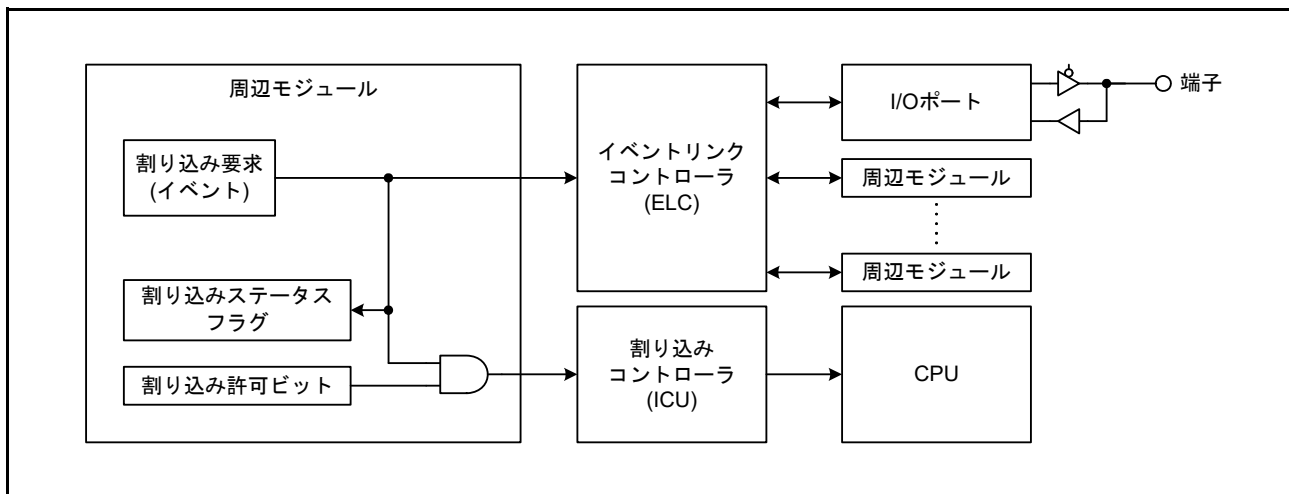 周辺モジュール
割り込み要求
(イベント)
割り込みステータス
フラグ
割り込み許可ビット
イベントリンク
コントローラ
(ELC)
割り込み
コントローラ
(ICU)
I/Oポート
端子
周辺モジュール
周辺モジュール
CPU